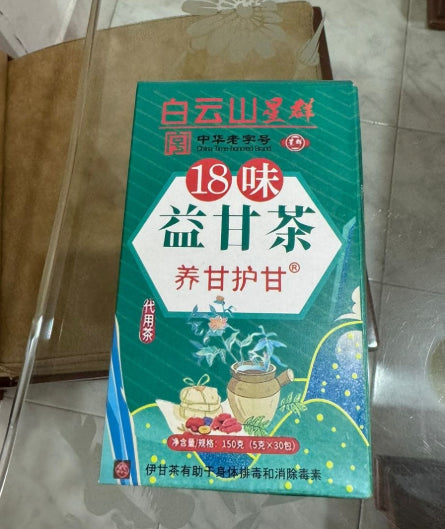 白云山星群
中华老字号
China Time-honored Brand
18味
益甘茶
养甘护甘®
代用茶
净含量/规格：150克（5克×30包）
伊甘茶有助于身体排毒和消除毒素